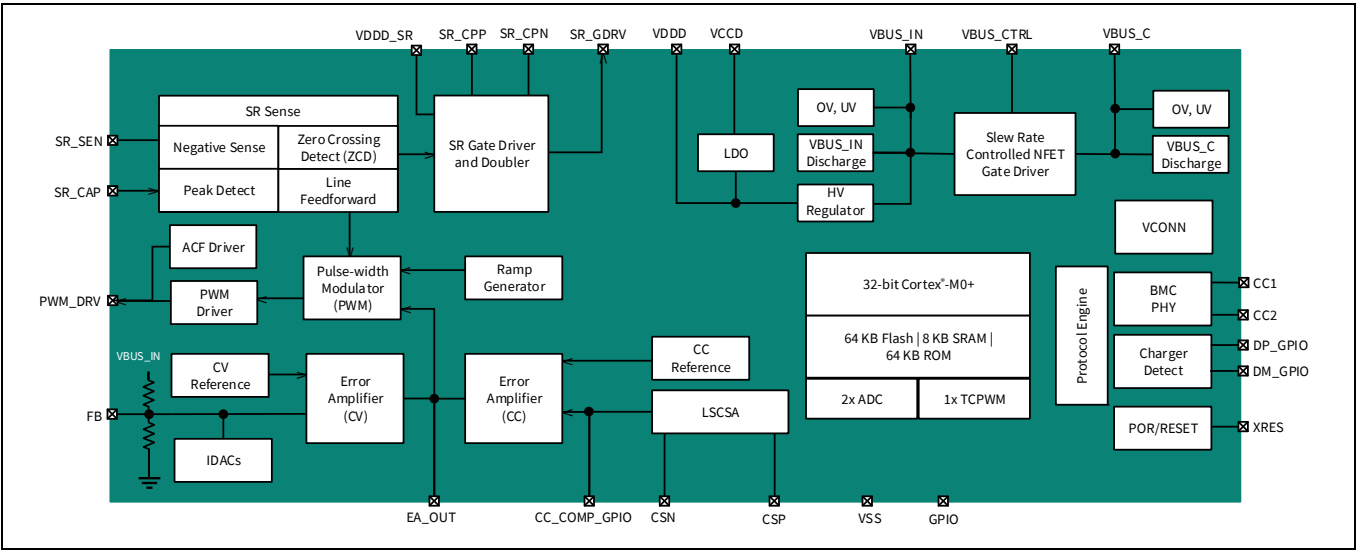 VDDD_SR
SR_CPP
SR_CPN
SR_GDRV
VDDD
VCCD
VBUS_IN
VBUS_CTRL
VBUS_C
SR_SEN
SR_CAP
PWM_DRV
FB
SR Sense
Negative Sense
Zero Crossing
Detect (ZCD)
Peak Detect
Line
Feedforward
SR Gate Driver
and Doubler
LDO
OV, UV
VBUS_IN
Discharge
HV
Regulator
Slew Rate
Controlled NFET
Gate Driver
OV, UV
VBUS_C
Discharge
VCONN
ACF Driver
PWM
Driver
Pulse-width
Modulator
(PWM)
Ramp
Generator
32-bit Cortex®-M0+
64 KB Flash | 8 KB SRAM |
64 KB ROM
2x ADC
1x TCPWM
Protocol Engine
BMC
PHY
Charger
Detect
POR/RESET
CC1
CC2
DP_GPIO
DM_GPIO
XRES
VBUS_IN
CV
Reference
Error
Amplifier
(CV)
Error
Amplifier
(CC)
CC
Reference
LSCSA
IDACs
EA_OUT
CC_COMP_GPIO
CSN
CSP
VSS
GPIO